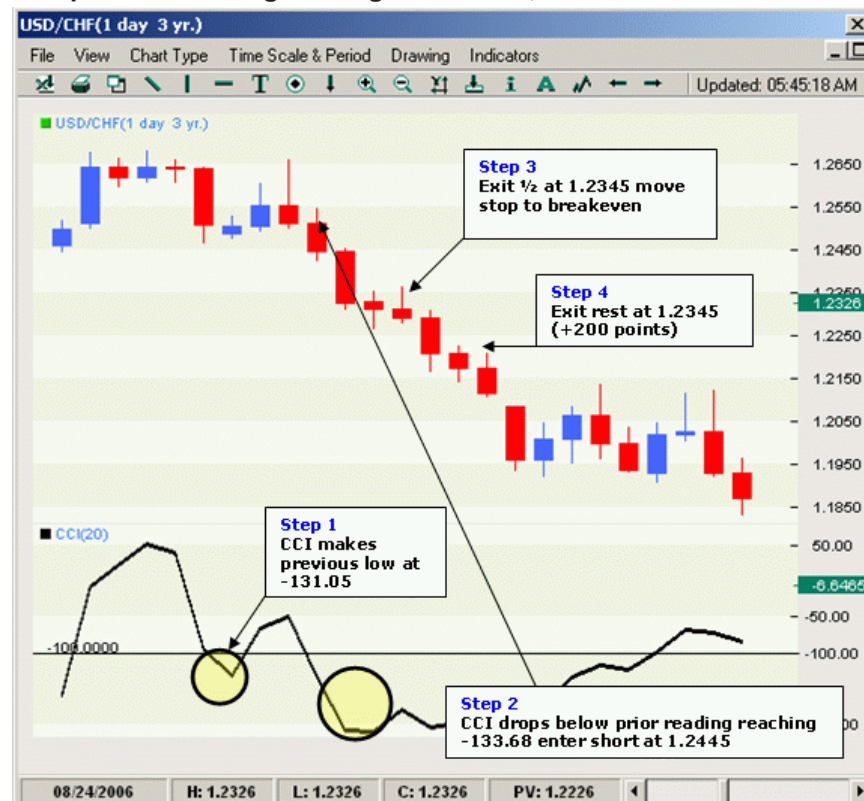 USD/CHF(1 day 3 yr.)
File View Chart Type Time Scale & Period Drawing Indicators
T i A Updated: 05:45:18 AM
USD/CHF(1 day 3 yr.)
Step 3
Exit ½ at 1.2345 move
stop to breakeven
Step 4
Exit rest at 1.2345
(+200 points)
1.2650
1.2550
1.2450
1.2326
1.2250
1.2150
1.2050
1.1950
1.1850
CCI(20)
Step 1
CCI makes
previous low at
-131.05
50.00
-6.6465
-50.00
-100.0000
-100.00
Step 2
CCI drops below prior reading reaching
-133.68 enter short at 1.2445
08/24/2006 H: 1.2326 L: 1.2326 C: 1.2326 PV: 1.2226